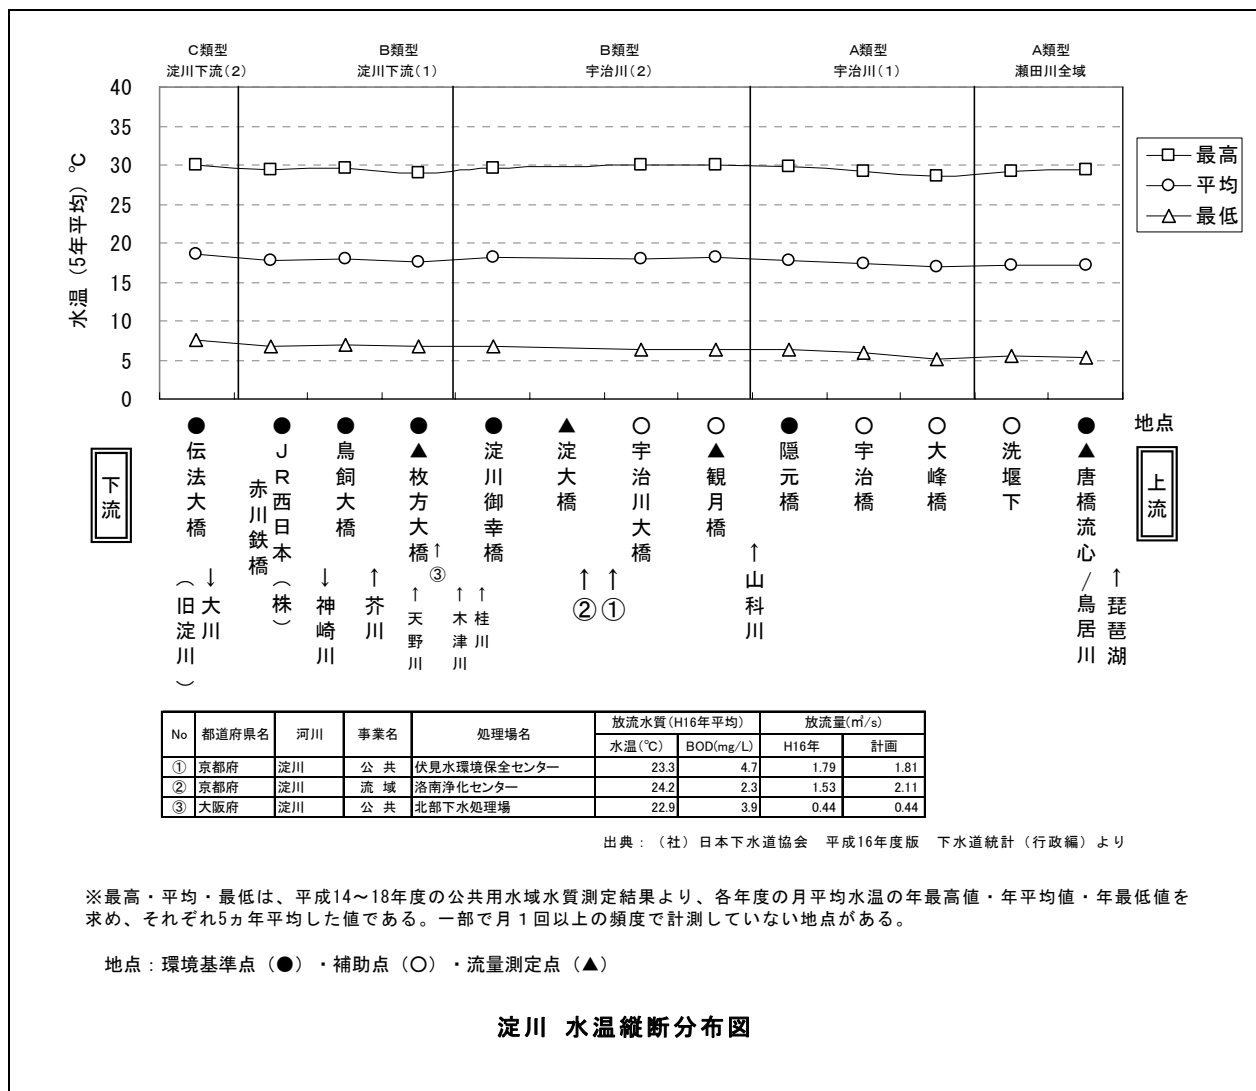 C類型
淀川下流(2)
B類型
淀川下流(1)
B類型
宇治川(2)
A類型
宇治川(1)
A類型
瀬田川全域
水温（5年平均）℃
40
35
30
25
20
15
10
5
0
最高
平均
最低
地点
下流
上流
●伝法大橋
●JR西日本（株）
赤川鉄橋
●鳥飼大橋
●▲枚方大橋
●淀川御幸橋
▲淀大橋
○宇治川大橋
○▲観月橋
●隠元橋
○宇治橋
○大峰橋
○洗堰下
●▲唐橋流心/鳥居川
↓大川
（旧淀川）
↓神崎川
↑芥川
↑天野川
↑③
↑木津川
↑桂川
↑②
↑①
↑山科川
↑琵琶湖
No 都道府県名 河川 事業名 処理場名 放流水質(H16年平均) 放流量(㎥/s)
水温(℃) BOD(mg/L) H16年 計画
① 京都府 淀川 公 共 伏見水環境保全センター 23.3 4.7 1.79 1.81
② 京都府 淀川 流 域 洛南浄化センター 24.2 2.3 1.53 2.11
③ 大阪府 淀川 公 共 北部下水処理場 22.9 3.9 0.44 0.44
出典：（社）日本下水道協会　平成16年度版　下水道統計（行政編）より
※最高・平均・最低は、平成14～18年度の公共用水域水質測定結果より、各年度の月平均水温の年最高値・年平均値・年最低値を
求め、それぞれ5ヵ年平均した値である。一部で月１回以上の頻度で計測していない地点がある。
地点：環境基準点（●）・補助点（○）・流量測定点（▲）
淀川 水温縦断分布図